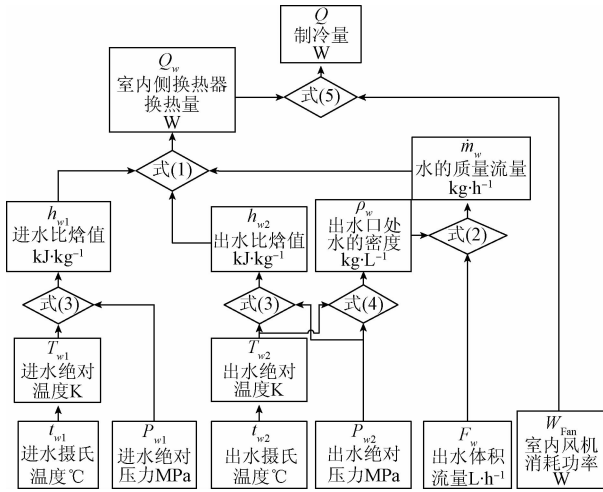 Q
制冷量
W
Q_w
室内侧换热器
换热量
W
式(5)
式(1)
ṁ_w
水的质量流量
kg·h⁻¹
h_w1
进水比焓值
kJ·kg⁻¹
h_w2
出水比焓值
kJ·kg⁻¹
ρ_w
出水口处
水的密度
kg·L⁻¹
式(2)
式(3)
式(3)
式(4)
T_w1
进水绝对
温度K
T_w2
出水绝对
温度K
t_w1
进水摄氏
温度℃
P_w1
进水绝对
压力MPa
t_w2
出水摄氏
温度℃
P_w2
出水绝对
压力MPa
F_w
出水体积
流量L·h⁻¹
W_Fan
室内风机
消耗功率
W